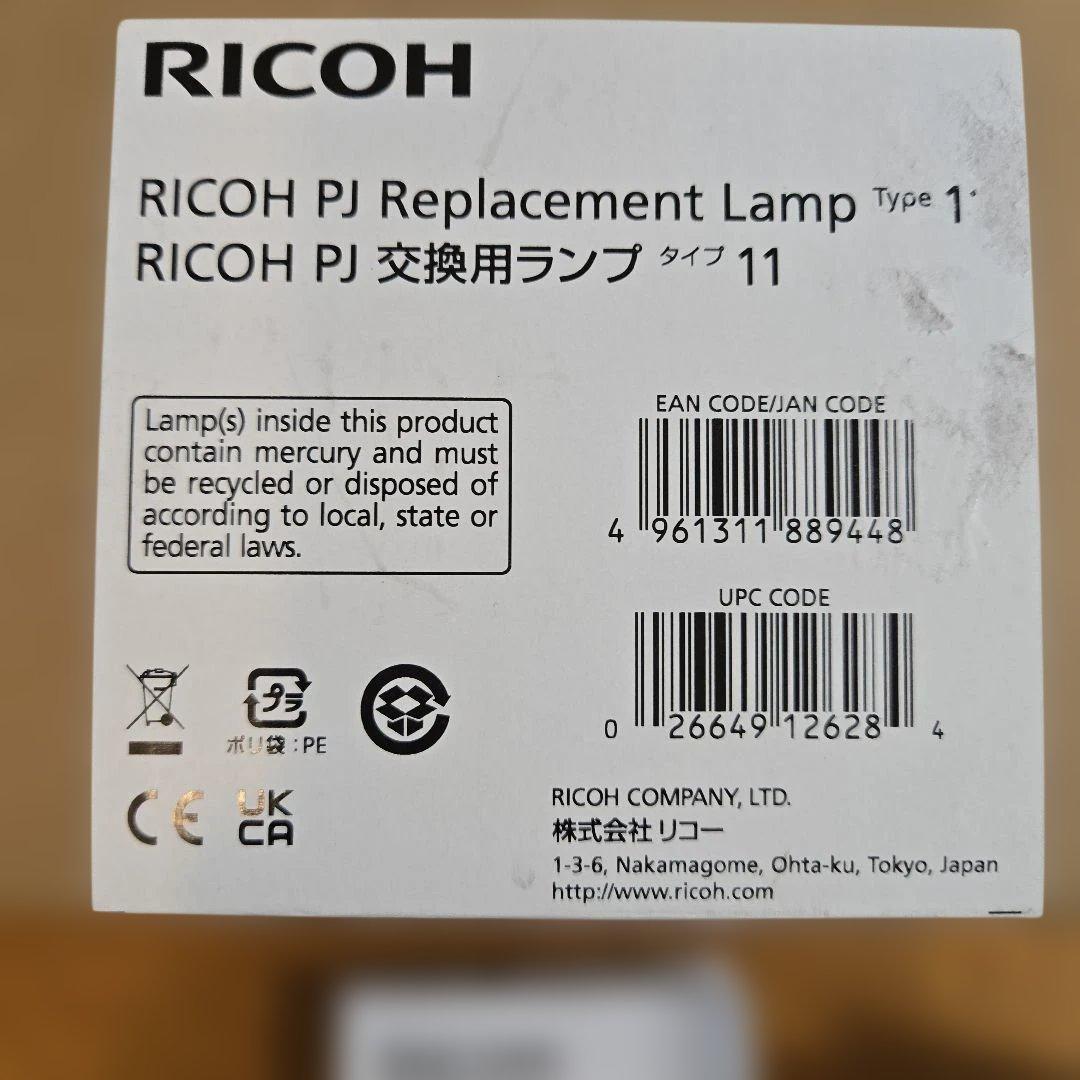 RICOH
RICOH PJ Replacement Lamp Type 1
RICOH PJ 交換用ランプ タイプ 11
Lamp(s) inside this product
contain mercury and must
be recycled or disposed of
according to local, state or
federal laws.
EAN CODE/JAN CODE
4 961311 889448
UPC CODE
0 26649 12628 4
ポリ袋:PE
プラ
CE
UK
CA
RICOH COMPANY, LTD.
株式会社リコー
1-3-6, Nakamagome, Ohta-ku, Tokyo, Japan
http://www.ricoh.com